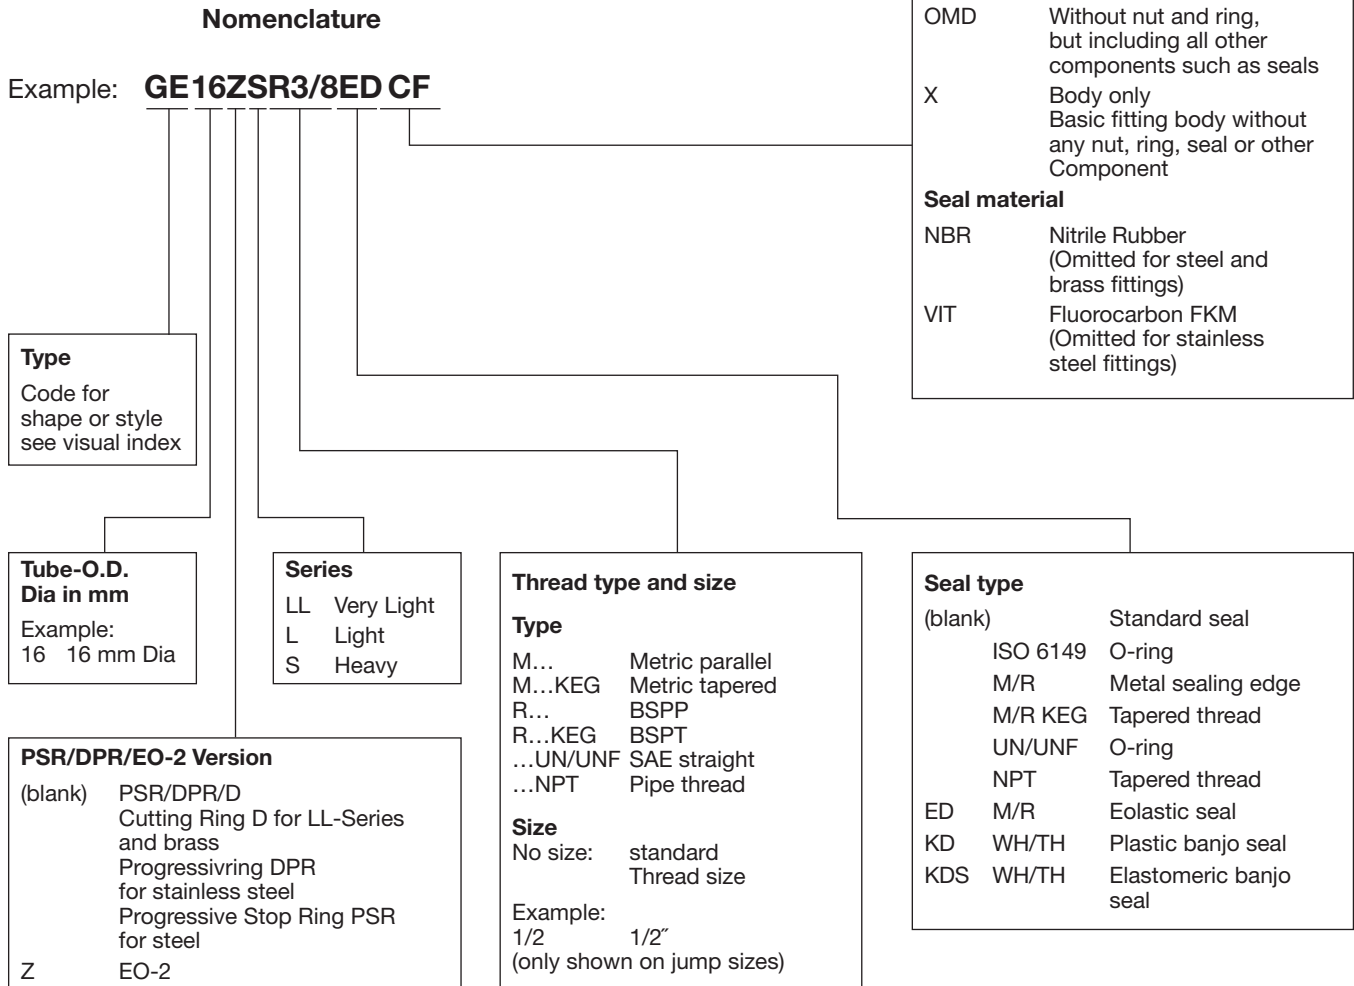 Nomenclature
Example: GE16ZSR3/8ED CF
OMD Without nut and ring,
but including all other
components such as seals
X Body only
Basic fitting body without
any nut, ring, seal or other
Component
Seal material
NBR Nitrile Rubber
(Omitted for steel and
brass fittings)
VIT Fluorocarbon FKM
(Omitted for stainless
steel fittings)
Type
Code for
shape or style
see visual index
Tube-O.D.
Dia in mm
Example:
16 16 mm Dia
Series
LL Very Light
L Light
S Heavy
PSR/DPR/EO-2 Version
(blank) PSR/DPR/D
Cutting Ring D for LL-Series
and brass
Progressivring DPR
for stainless steel
Progressive Stop Ring PSR
for steel
Z EO-2
Thread type and size
Type
M... Metric parallel
M...KEG Metric tapered
R... BSPP
R...KEG BSPT
...UN/UNF SAE straight
...NPT Pipe thread
Size
No size: standard
Thread size
Example:
1/2 1/2″
(only shown on jump sizes)
Seal type
(blank) Standard seal
ISO 6149 O-ring
M/R Metal sealing edge
M/R KEG Tapered thread
UN/UNF O-ring
NPT Tapered thread
ED M/R Eolastic seal
KD WH/TH Plastic banjo seal
KDS WH/TH Elastomeric banjo
seal